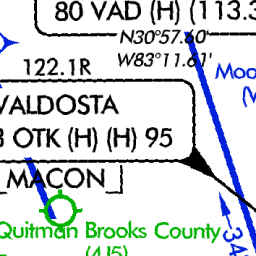 80 VAD (H) (113.3
N30°57.60'
W83°11.61'
122.1R
VALDOSTA
OTK (H) (H) 95
MACON
Quitman Brooks County
(4J5)